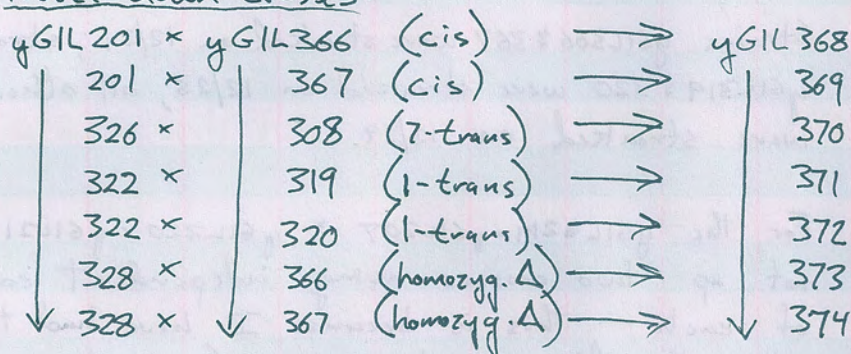 yGIL201 × yGIL366 (cis) → yGIL368
201 × 367 (cis) → 369
326 × 308 (7-trans) → 370
322 × 319 (1-trans) → 371
322 × 320 (1-trans) → 372
328 × 366 (homozyg. Δ) → 373
328 × 367 (homozyg. Δ) → 374